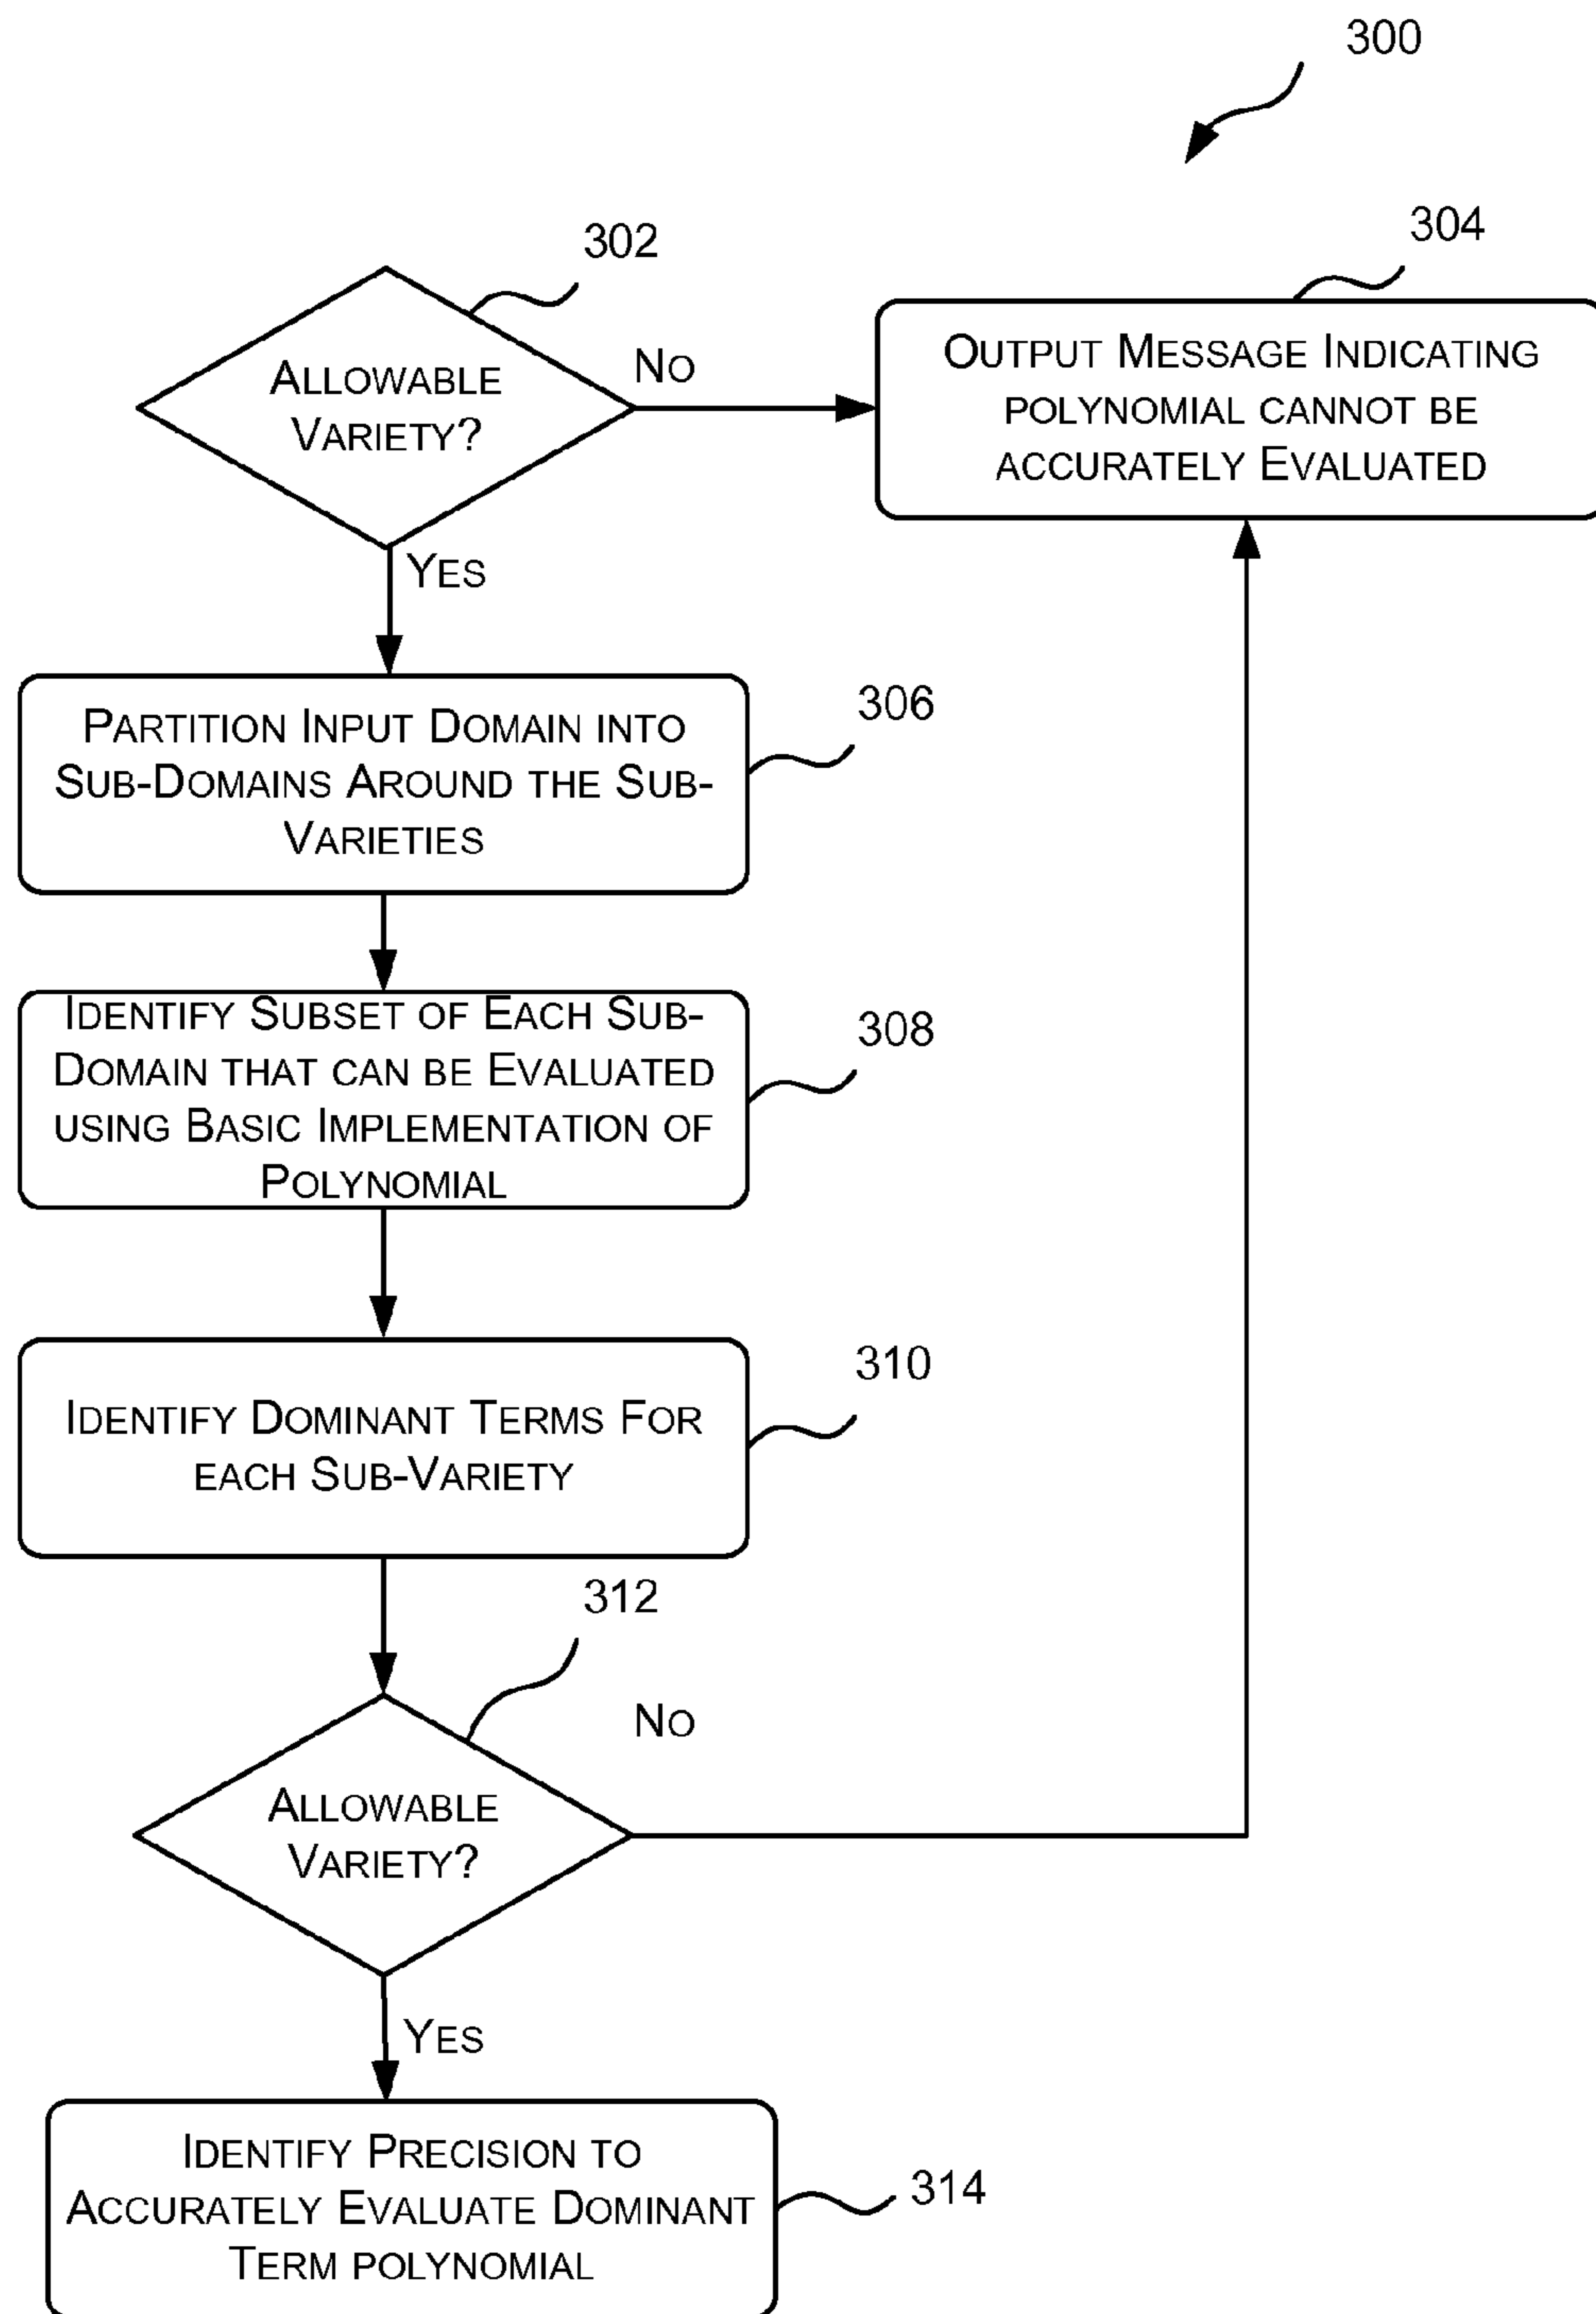 300
302
304
ALLOWABLE
VARIETY?
NO
OUTPUT MESSAGE INDICATING
POLYNOMIAL CANNOT BE
ACCURATELY EVALUATED
YES
PARTITION INPUT DOMAIN INTO
SUB-DOMAINS AROUND THE SUB-
VARIETIES
306
IDENTIFY SUBSET OF EACH SUB-
DOMAIN THAT CAN BE EVALUATED
USING BASIC IMPLEMENTATION OF
POLYNOMIAL
308
IDENTIFY DOMINANT TERMS FOR
EACH SUB-VARIETY
310
312
ALLOWABLE
VARIETY?
NO
YES
IDENTIFY PRECISION TO
ACCURATELY EVALUATE DOMINANT
TERM POLYNOMIAL
314